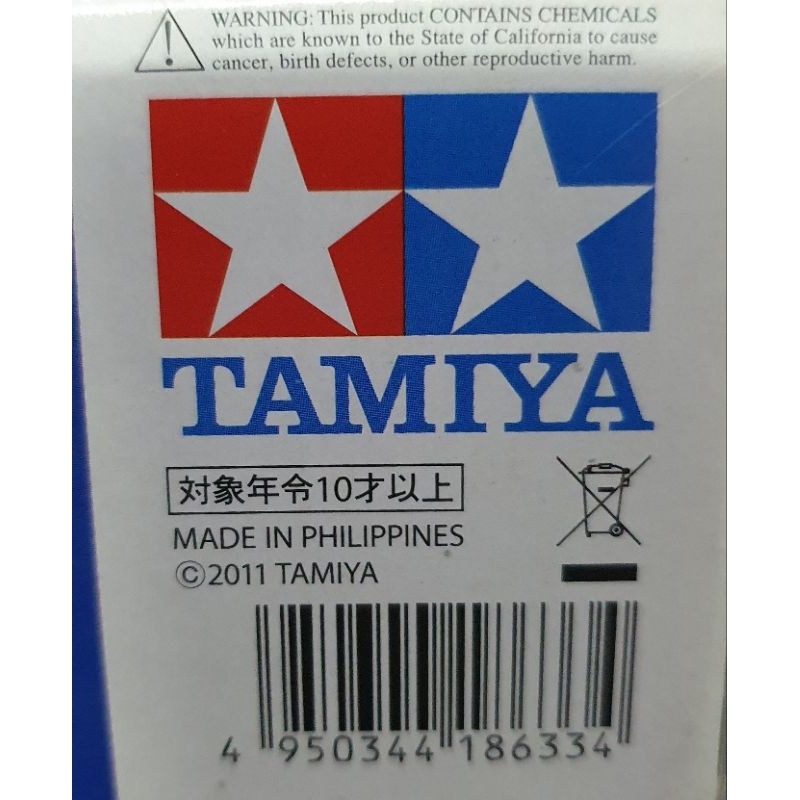 WARNING: This product CONTAINS CHEMICALS
which are known to the State of California to cause
cancer, birth defects, or other reproductive harm.
TAMIYA
対象年令10才以上
MADE IN PHILIPPINES
©2011 TAMIYA
4 950344 186334